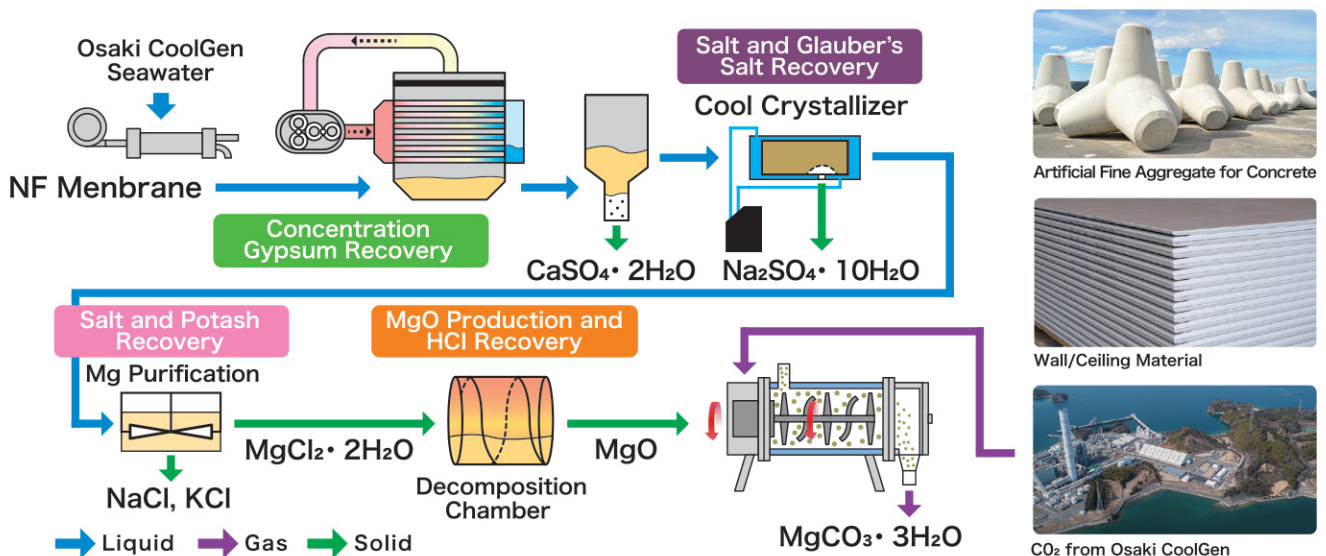 Osaki CoolGen
Seawater
NF Menbrane
Concentration
Gypsum Recovery
CaSO₄・2H₂O
Salt and Glauber's
Salt Recovery
Cool Crystallizer
Na₂SO₄・10H₂O
Salt and Potash
Recovery
Mg Purification
NaCl, KCl
MgCl₂・2H₂O
MgO Production and
HCl Recovery
Decomposition
Chamber
MgO
MgCO₃・3H₂O
Liquid
Gas
Solid
Artificial Fine Aggregate for Concrete
Wall/Ceiling Material
C0₂ from Osaki CoolGen